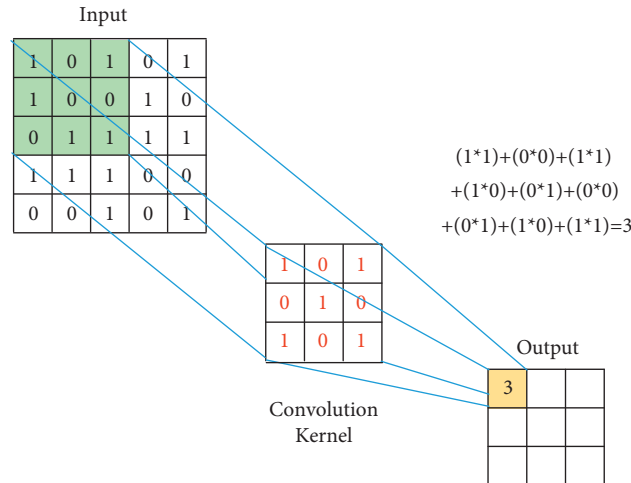 Input
1 0 1 0 1
1 0 0 1 0
0 1 1 1 1
1 1 1 0 0
0 0 1 0 1
(1*1)+(0*0)+(1*1)
+(1*0)+(0*1)+(0*0)
+(0*1)+(1*0)+(1*1)=3
1 0 1
0 1 0
1 0 1
Convolution
Kernel
Output
3